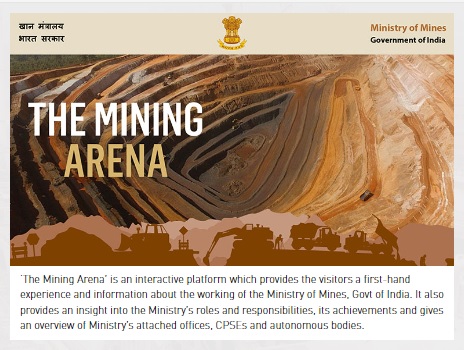 खान मंत्रालय
भारत सरकार
Ministry of Mines
Government of India
THE MINING
ARENA
'The Mining Arena' is an interactive platform which provides the visitors a first-hand
experience and information about the working of the Ministry of Mines, Govt of India. It also
provides an insight into the Ministry's roles and responsibilities, its achievements and gives
an overview of Ministry's attached offices, CPSEs and autonomous bodies.